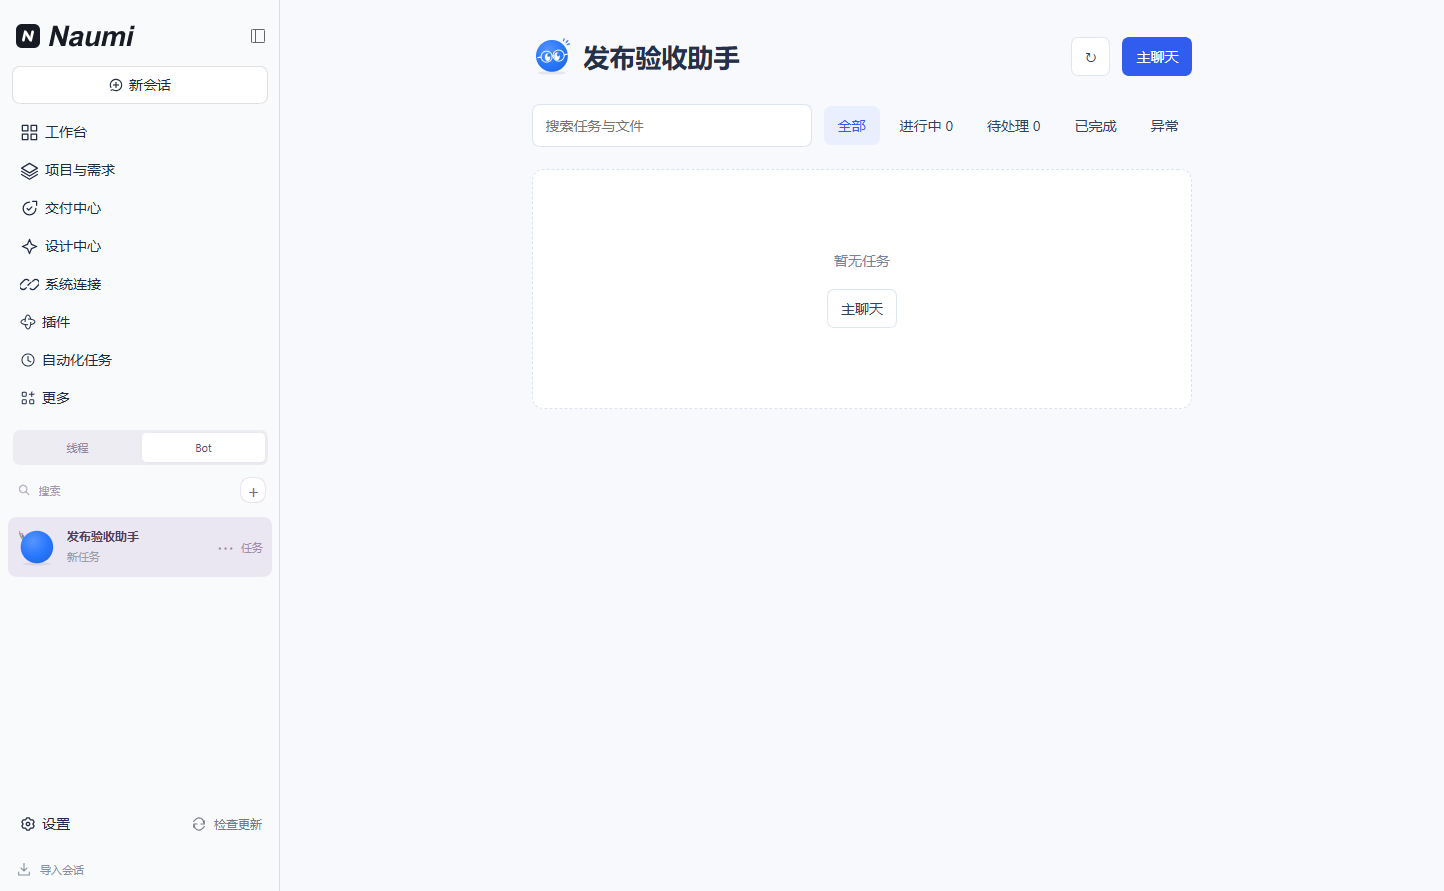 Naumi
新会话
工作台
项目与需求
交付中心
设计中心
系统连接
插件
自动化任务
更多
线程 Bot
搜索
发布验收助手
新任务
任务
设置 检查更新
导入会话
发布验收助手
主聊天
搜索任务与文件 全部 进行中 0 待处理 0 已完成 异常
暂无任务
主聊天